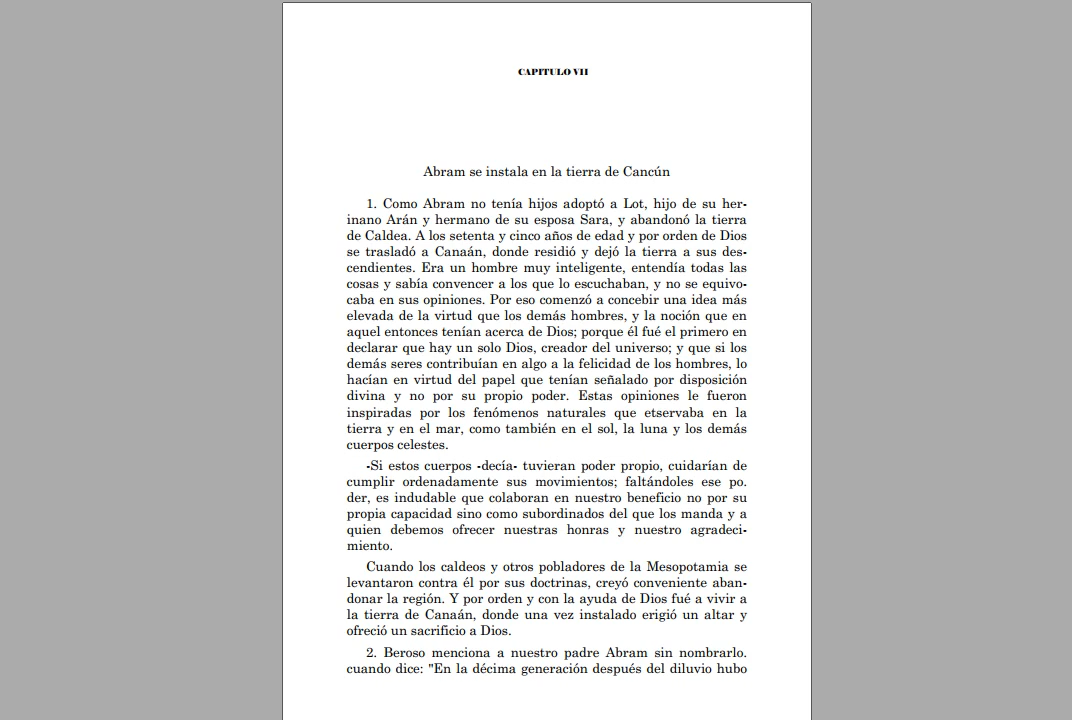 CAPITULO VII
Abram se instala en la tierra de Cancún
1. Como Abram no tenía hijos adoptó a Lot, hijo de su her-
inano Arán y hermano de su esposa Sara, y abandonó la tierra
de Caldea. A los setenta y cinco años de edad y por orden de Dios
se trasladó a Canaán, donde residió y dejó la tierra a sus des-
cendientes. Era un hombre muy inteligente, entendía todas las
cosas y sabía convencer a los que lo escuchaban, y no se equivo-
caba en sus opiniones. Por eso comenzó a concebir una idea más
elevada de la virtud que los demás hombres, y la noción que en
aquel entonces tenían acerca de Dios; porque él fué el primero en
declarar que hay un solo Dios, creador del universo; y que si los
demás seres contribuían en algo a la felicidad de los hombres, lo
hacían en virtud del papel que tenían señalado por disposición
divina y no por su propio poder. Estas opiniones le fueron
inspiradas por los fenómenos naturales que etservaba en la
tierra y en el mar, como también en el sol, la luna y los demás
cuerpos celestes.
-Si estos cuerpos -decía- tuvieran poder propio, cuidarían de
cumplir ordenadamente sus movimientos; faltándoles ese po.
der, es indudable que colaboran en nuestro beneficio no por su
propia capacidad sino como subordinados del que los manda y a
quien debemos ofrecer nuestras honras y nuestro agradeci-
miento.
Cuando los caldeos y otros pobladores de la Mesopotamia se
levantaron contra él por sus doctrinas, creyó conveniente aban-
donar la región. Y por orden y con la ayuda de Dios fué a vivir a
la tierra de Canaán, donde una vez instalado erigió un altar y
ofreció un sacrificio a Dios.
2. Beroso menciona a nuestro padre Abram sin nombrarlo.
cuando dice: "En la décima generación después del diluvio hubo